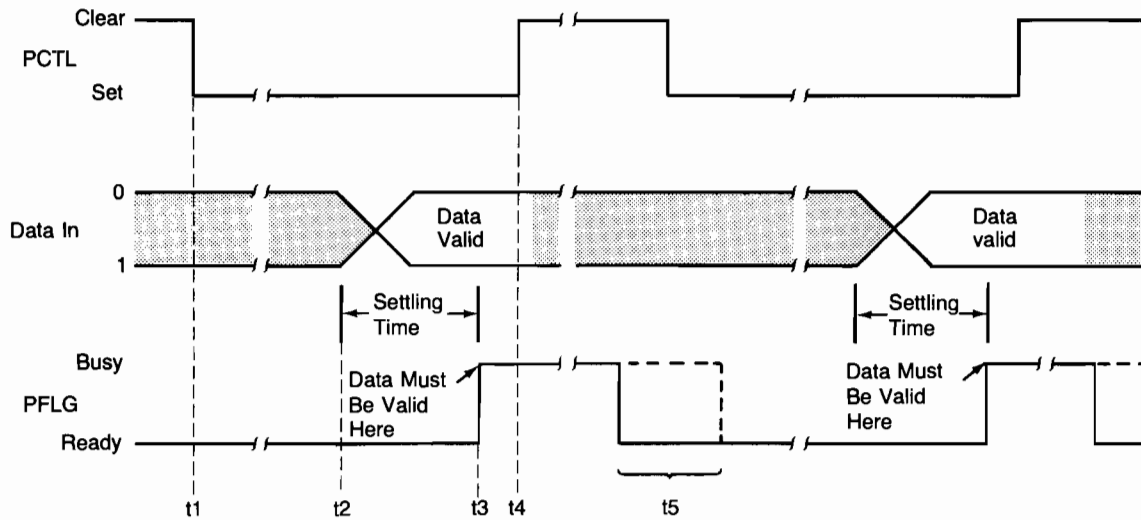 Clear
PCTL
Set
0
Data In
1
Data
Valid
Data
valid
Settling
Time
Settling
Time
Busy
PFLG
Ready
Data Must
Be Valid
Here
Data Must
Be Valid
Here
t1
t2
t3
t4
t5